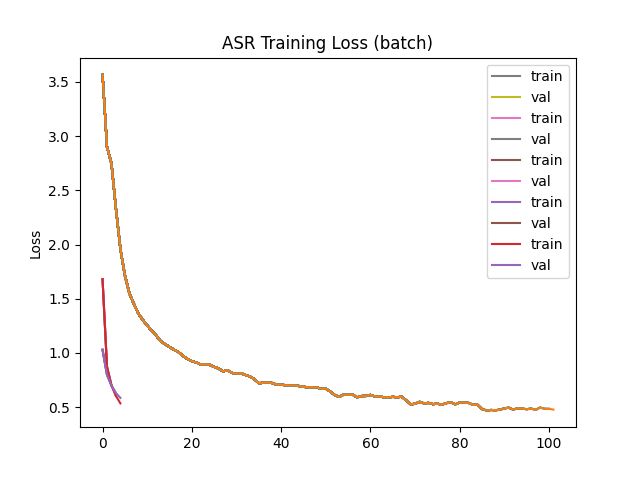 ASR Training Loss (batch)
Loss
3.5
3.0
2.5
2.0
1.5
1.0
0.5
0
20
40
60
80
100
train
val
train
val
train
val
train
val
train
val